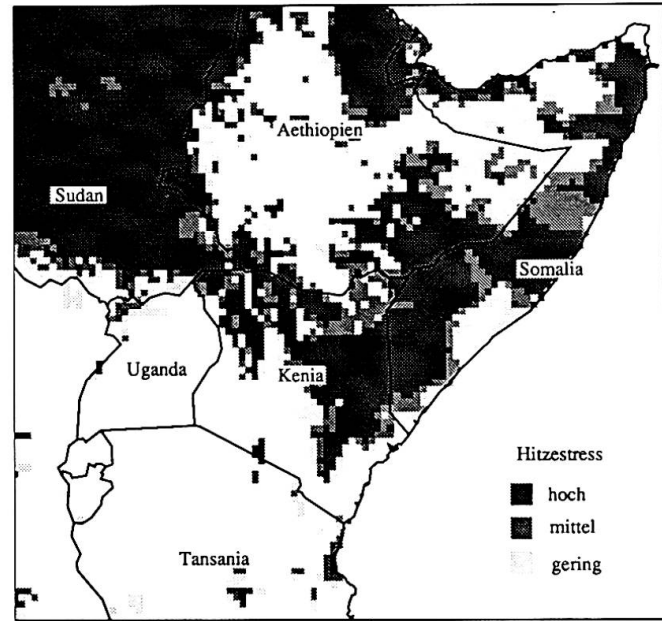 Aethiopien
Sudan
Somalia
Uganda
Kenia
Hitzestress
hoch
mittel
Tansania
gering